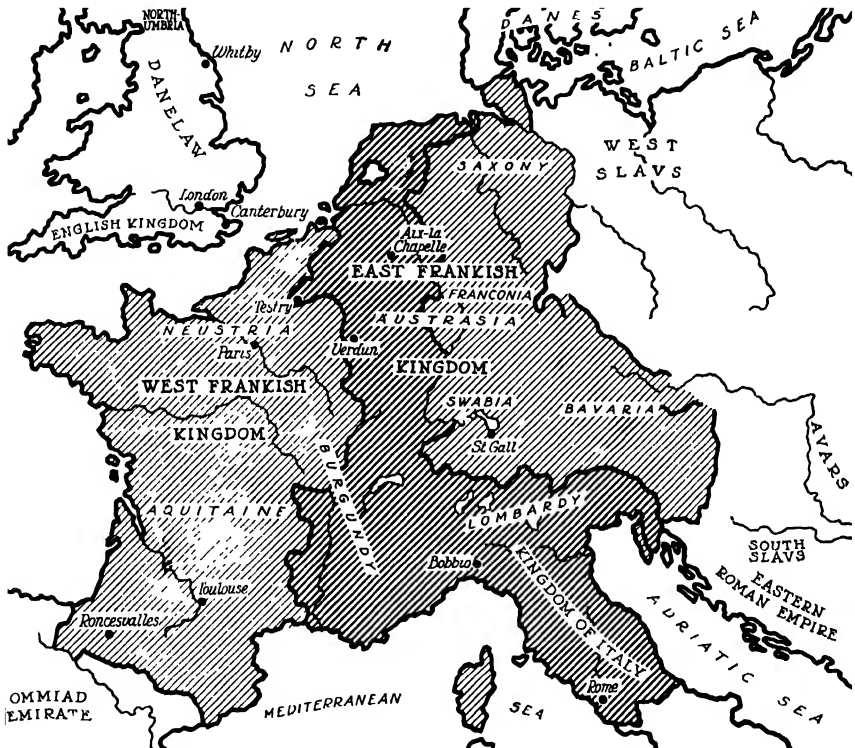 NORTH-
UMBRIA
Whitby
NORTH
SEA
DANES
BALTIC SEA
DANELAW
WEST
SLAVS
SAXONY
London
Canterbury
ENGLISH KINGDOM
Aix-la
Chapelle
EAST FRANKISH
FRANCONIA
Testry
AUSTRASIA
NEUSTRIA
Paris
Verdun
WEST FRANKISH
KINGDOM
SWABIA
BAVARIA
KINGDOM
St Gall
BURGUNDY
AVARS
AQUITAINE
LOMBARDY
SOUTH
SLAVS
Bobbio
KINGDOM OF ITALY
EASTERN
ROMAN EMPIRE
Toulouse
Roncesvalles
ADRIATIC SEA
OMMIAD
EMIRATE
MEDITERRANEAN
SEA
Rome